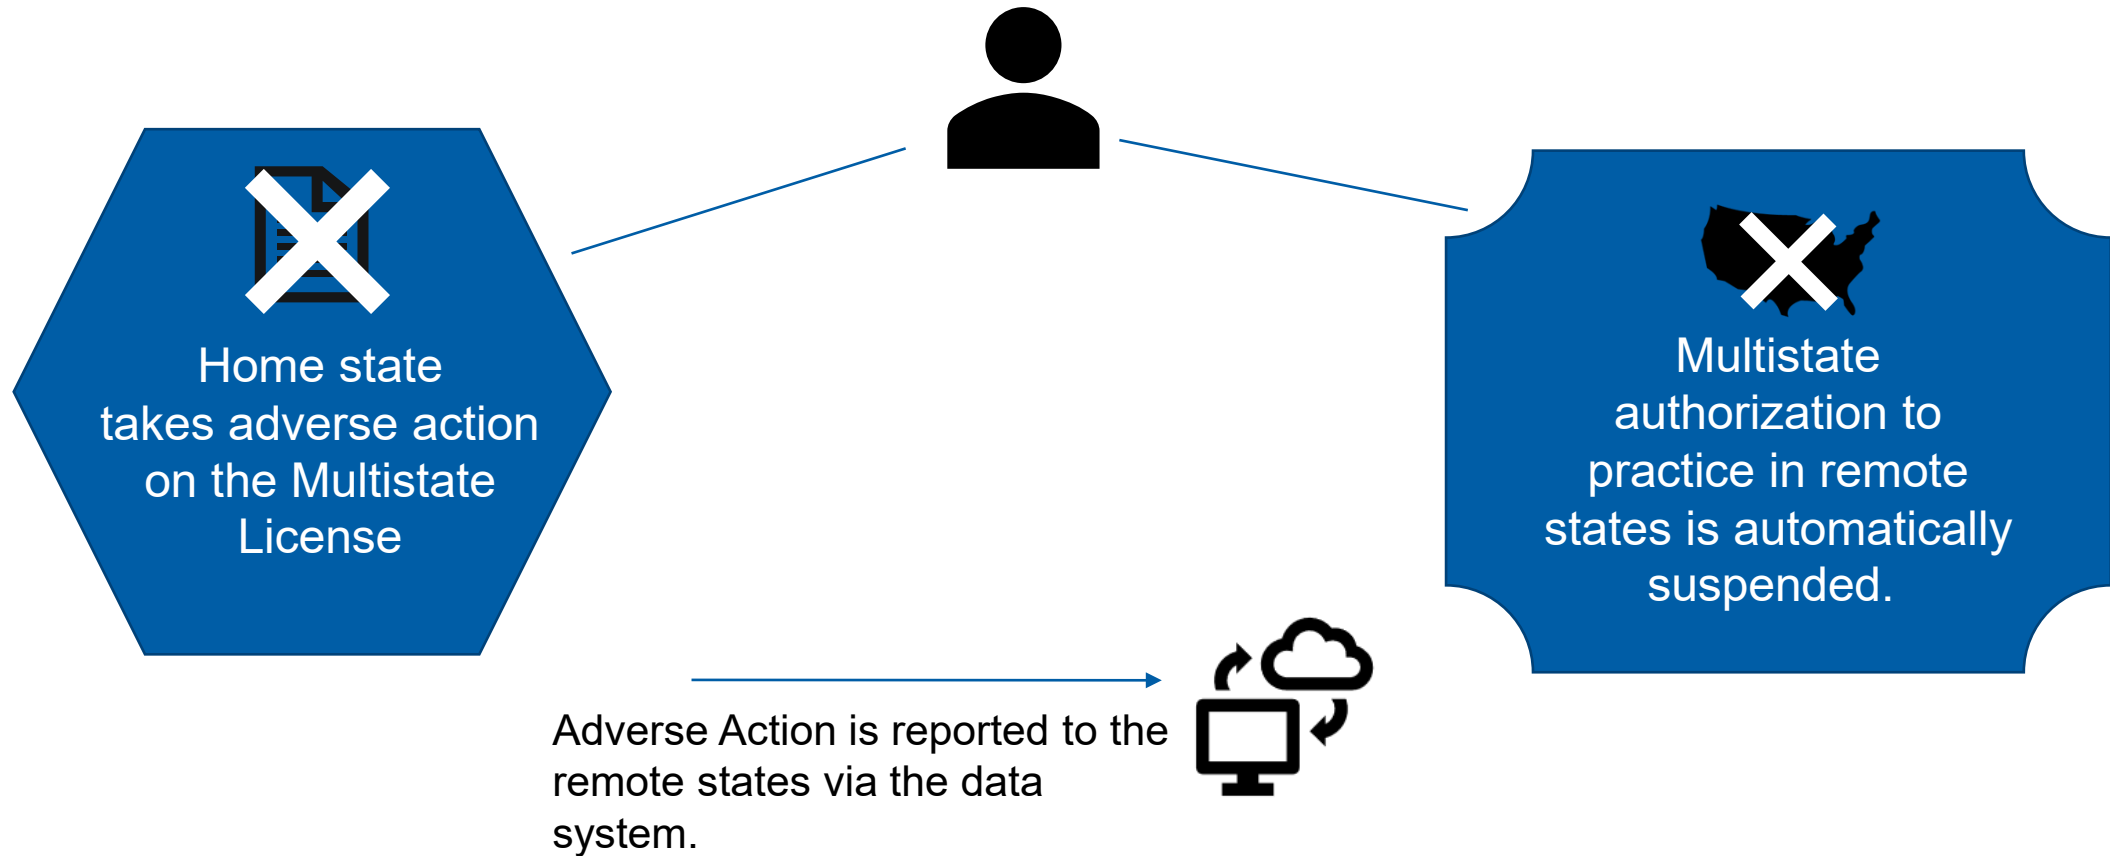 Home state
takes adverse action
on the Multistate
License
Multistate
authorization to
practice in remote
states is automatically
suspended.
Adverse Action is reported to the
remote states via the data
system.